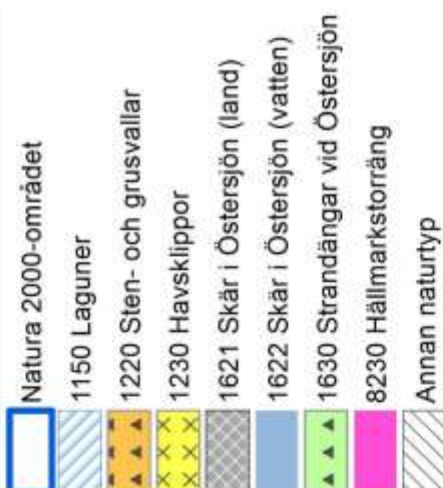 Natura 2000-området
1150 Laguner
1220 Sten- och grusvallar
1230 Havsklippor
1621 Skär i Östersjön (land)
1622 Skär i Östersjön (vatten)
1630 Strandängar vid Östersjön
8230 Hällmarkstorräng
Annan naturtyp